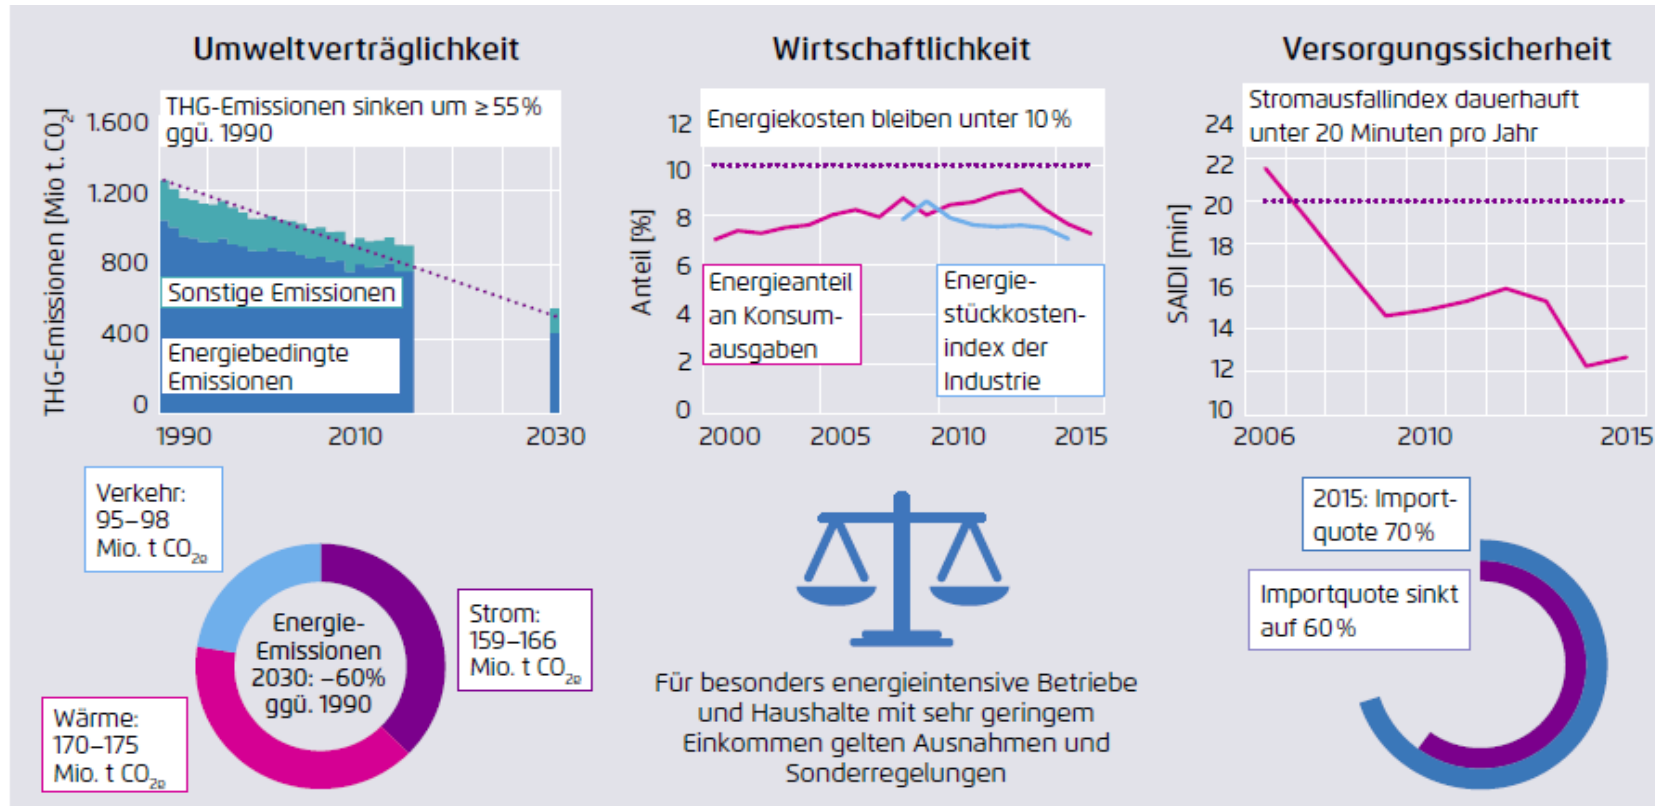 Umweltverträglichkeit
THG-Emissionen [Mio t. CO₂]
THG-Emissionen sinken um ≥ 55 %
ggü. 1990
1.600
1.200
800
400
0
Sonstige Emissionen
Energiebedingte
Emissionen
1990 2010 2030
Verkehr:
95–98
Mio. t CO₂ₑ
Strom:
159–166
Mio. t CO₂ₑ
Wärme:
170–175
Mio. t CO₂ₑ
Energie-
Emissionen
2030: –60%
ggü. 1990
Wirtschaftlichkeit
Anteil [%]
Energiekosten bleiben unter 10 %
12
10
8
6
4
2
0
Energieanteil
an Konsum-
ausgaben
Energie-
stückkosten-
index der
Industrie
2000 2005 2010 2015
Für besonders energieintensive Betriebe
und Haushalte mit sehr geringem
Einkommen gelten Ausnahmen und
Sonderregelungen
Versorgungssicherheit
SAIDI [min]
Stromausfallindex dauerhauft
unter 20 Minuten pro Jahr
24
22
20
18
16
14
12
10
2006 2010 2015
2015: Import-
quote 70 %
Importquote sinkt
auf 60 %